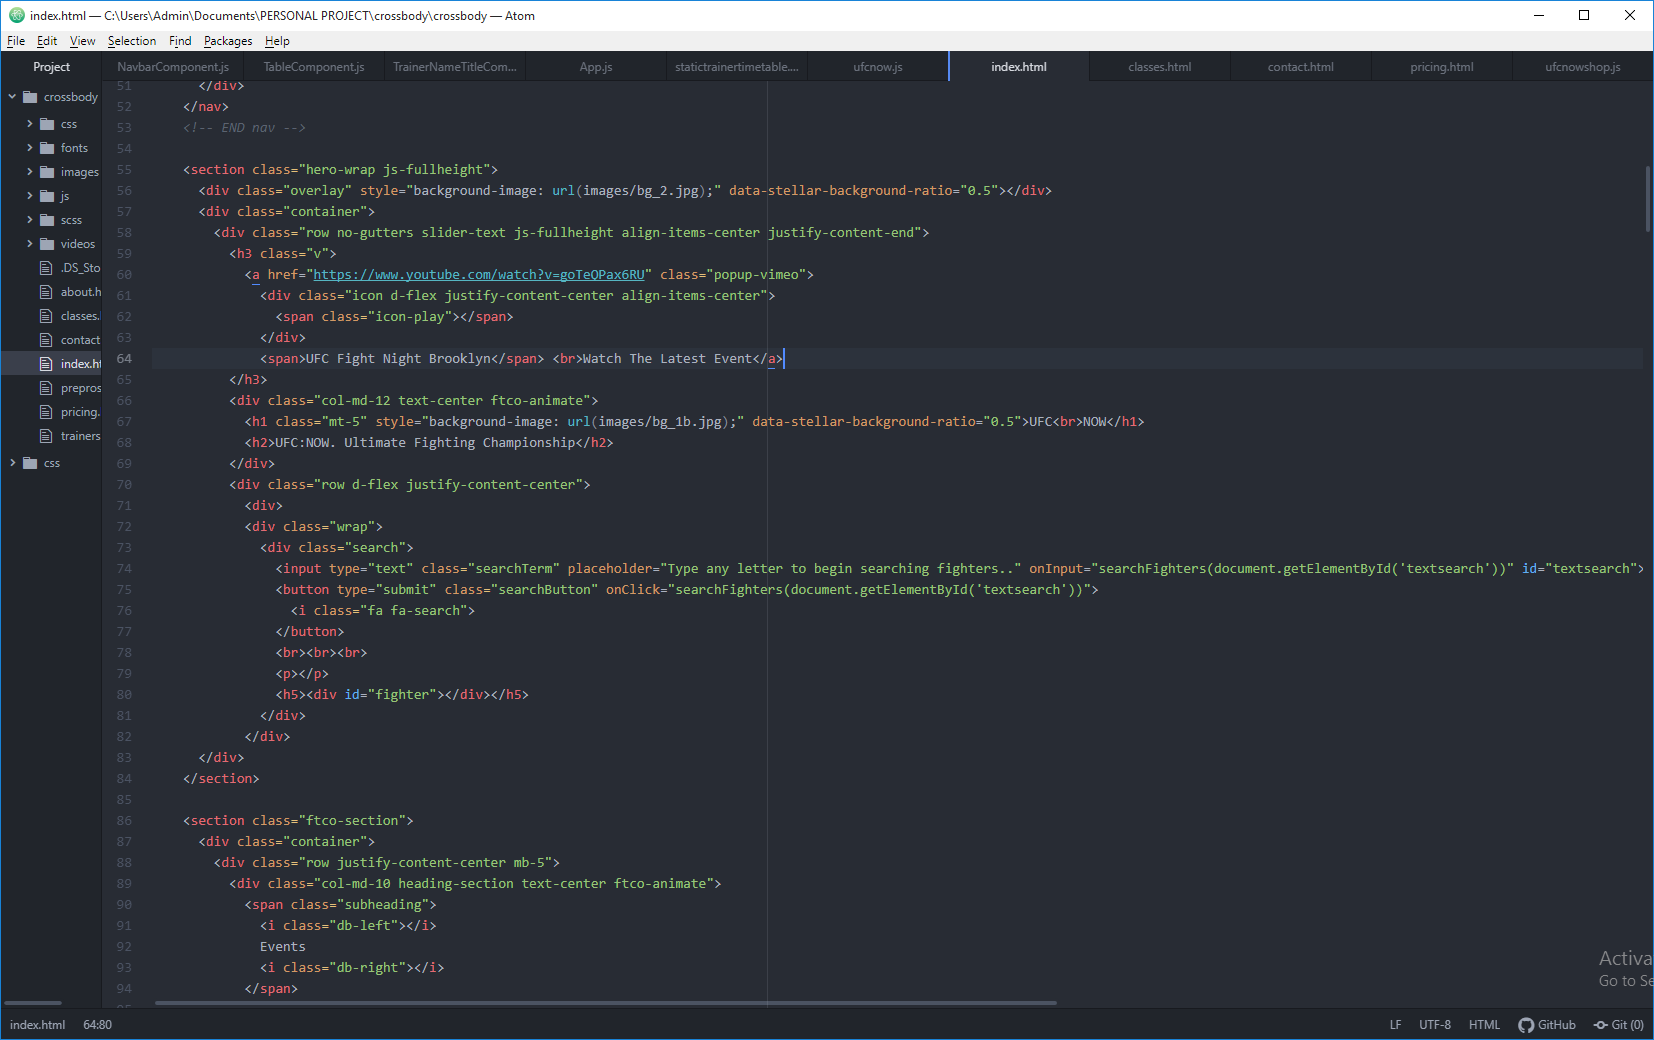 index.html — C:\Users\Admin\Documents\PERSONAL PROJECT\crossbody\crossbody — Atom
File Edit View Selection Find Packages Help
Project NavbarComponent.js TableComponent.js TrainerNameTitleCom... App.js statictrainertimetable.... ufcnow.js index.html classes.html contact.html pricing.html ufcnowshop.js
crossbody
css
fonts
images
js
scss
videos
.DS_Sto
about.h
classes.
contact
index.ht
prepros
pricing.
trainers
css
51 </div>
52 </nav>
53 <!-- END nav -->
54
55 <section class="hero-wrap js-fullheight">
56 <div class="overlay" style="background-image: url(images/bg_2.jpg);" data-stellar-background-ratio="0.5"></div>
57 <div class="container">
58 <div class="row no-gutters slider-text js-fullheight align-items-center justify-content-end">
59 <h3 class="v">
60 <a href="https://www.youtube.com/watch?v=goTeQPax6RU" class="popup-vimeo">
61 <div class="icon d-flex justify-content-center align-items-center">
62 <span class="icon-play"></span>
63 </div>
64 <span>UFC Fight Night Brooklyn</span> <br>Watch The Latest Event</a>
65 </h3>
66 <div class="col-md-12 text-center ftco-animate">
67 <h1 class="mt-5" style="background-image: url(images/bg_1b.jpg);" data-stellar-background-ratio="0.5">UFC<br>NOW</h1>
68 <h2>UFC:NOW. Ultimate Fighting Championship</h2>
69 </div>
70 <div class="row d-flex justify-content-center">
71 <div>
72 <div class="wrap">
73 <div class="search">
74 <input type="text" class="searchTerm" placeholder="Type any letter to begin searching fighters.." onInput="searchFighters(document.getElementById('textsearch'))" id="textsearch">
75 <button type="submit" class="searchButton" onClick="searchFighters(document.getElementById('textsearch'))">
76 <i class="fa fa-search">
77 </button>
78 <br><br><br>
79 <p></p>
80 <h5><div id="fighter"></div></h5>
81 </div>
82 </div>
83 </div>
84 </section>
85
86 <section class="ftco-section">
87 <div class="container">
88 <div class="row justify-content-center mb-5">
89 <div class="col-md-10 heading-section text-center ftco-animate">
90 <span class="subheading">
91 <i class="db-left"></i>
92 Events
93 <i class="db-right"></i>
94 </span>
Activa
Go to Se
index.html 64:80 LF UTF-8 HTML GitHub Git (0)